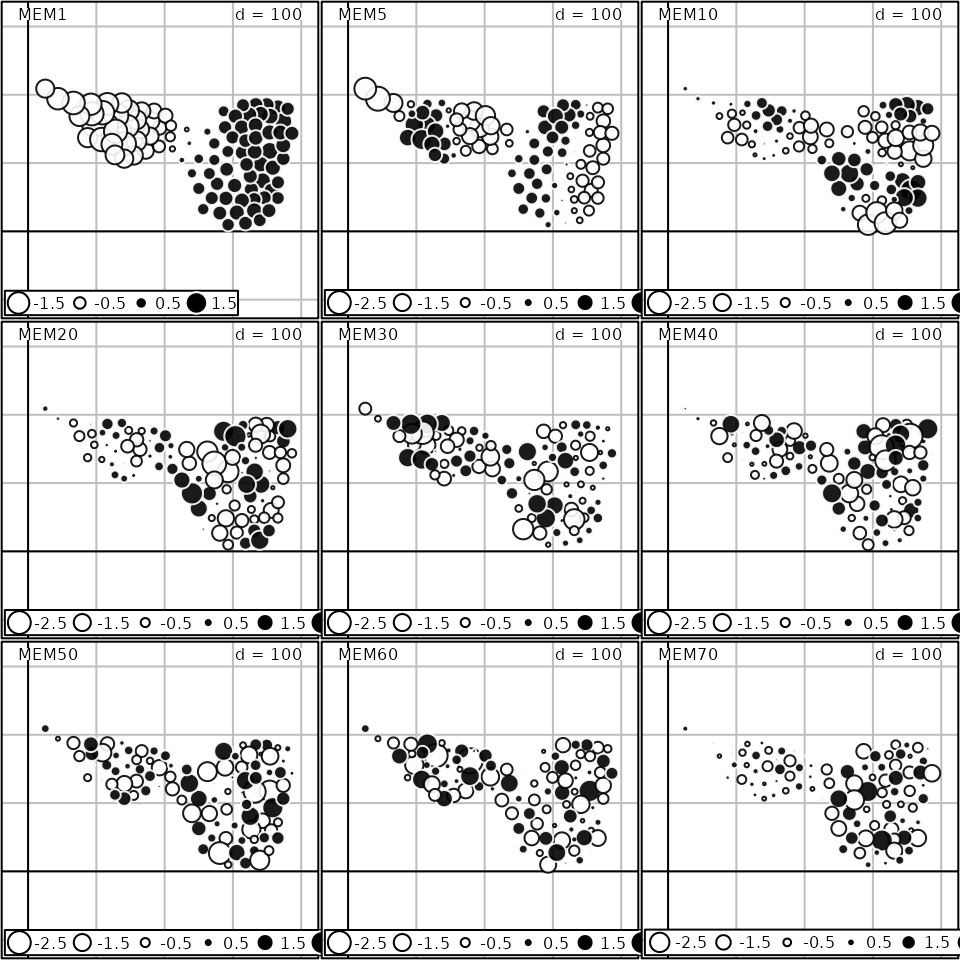 MEM1 d = 100
-1.5 -0.5 0.5 1.5
MEM5 d = 100
-2.5 -1.5 -0.5 0.5 1.5
MEM10 d = 100
-2.5 -1.5 -0.5 0.5 1.5
MEM20 d = 100
-2.5 -1.5 -0.5 0.5 1.5
MEM30 d = 100
-2.5 -1.5 -0.5 0.5 1.5
MEM40 d = 100
-2.5 -1.5 -0.5 0.5 1.5
MEM50 d = 100
-2.5 -1.5 -0.5 0.5 1.5
MEM60 d = 100
-2.5 -1.5 -0.5 0.5 1.5
MEM70 d = 100
-2.5 -1.5 -0.5 0.5 1.5